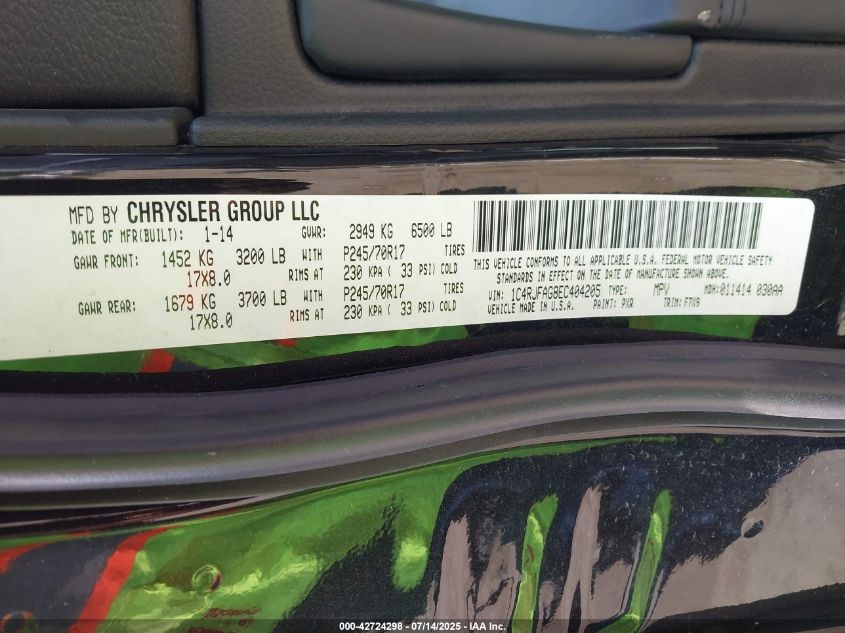 MFD BY CHRYSLER GROUP LLC
DATE OF MFR(BUILT): 1-14 GVWR: 2949 KG 6500 LB
GAWR FRONT: 1452 KG 3200 LB WITH P245/70R17 TIRES
17X8.0 RIMS AT 230 KPA ( 33 PSI) COLD
GAWR REAR: 1679 KG 3700 LB WITH P245/70R17 TIRES
17X8.0 RIMS AT 230 KPA ( 33 PSI) COLD
THIS VEHICLE CONFORMS TO ALL APPLICABLE U.S.A. FEDERAL MOTOR VEHICLE SAFETY
STANDARDS IN EFFECT ON THE DATE OF MANUFACTURE SHOWN ABOVE.
VIN: 1C4RJFAG8EC404205 TYPE: MPV MDH: 011414 030AA
VEHICLE MADE IN U.S.A. PAINT: PXR TRIM: F7X9
000-42724298 - 07/14/2025 - IAA Inc.